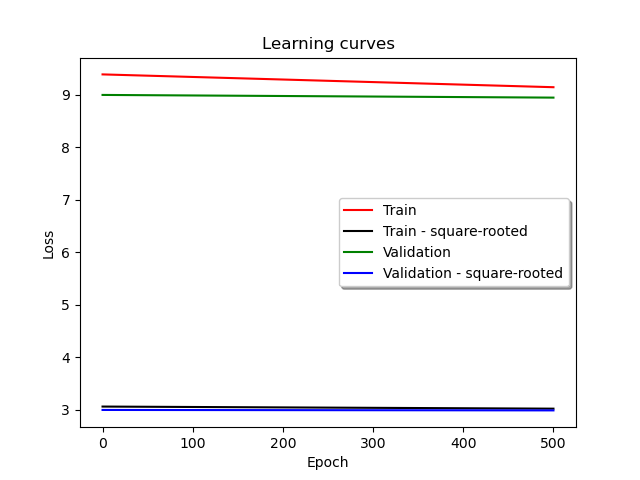 Learning curves
Loss
9
8
7
6
5
4
3
Train
Train - square-rooted
Validation
Validation - square-rooted
0 100 200 300 400 500
Epoch